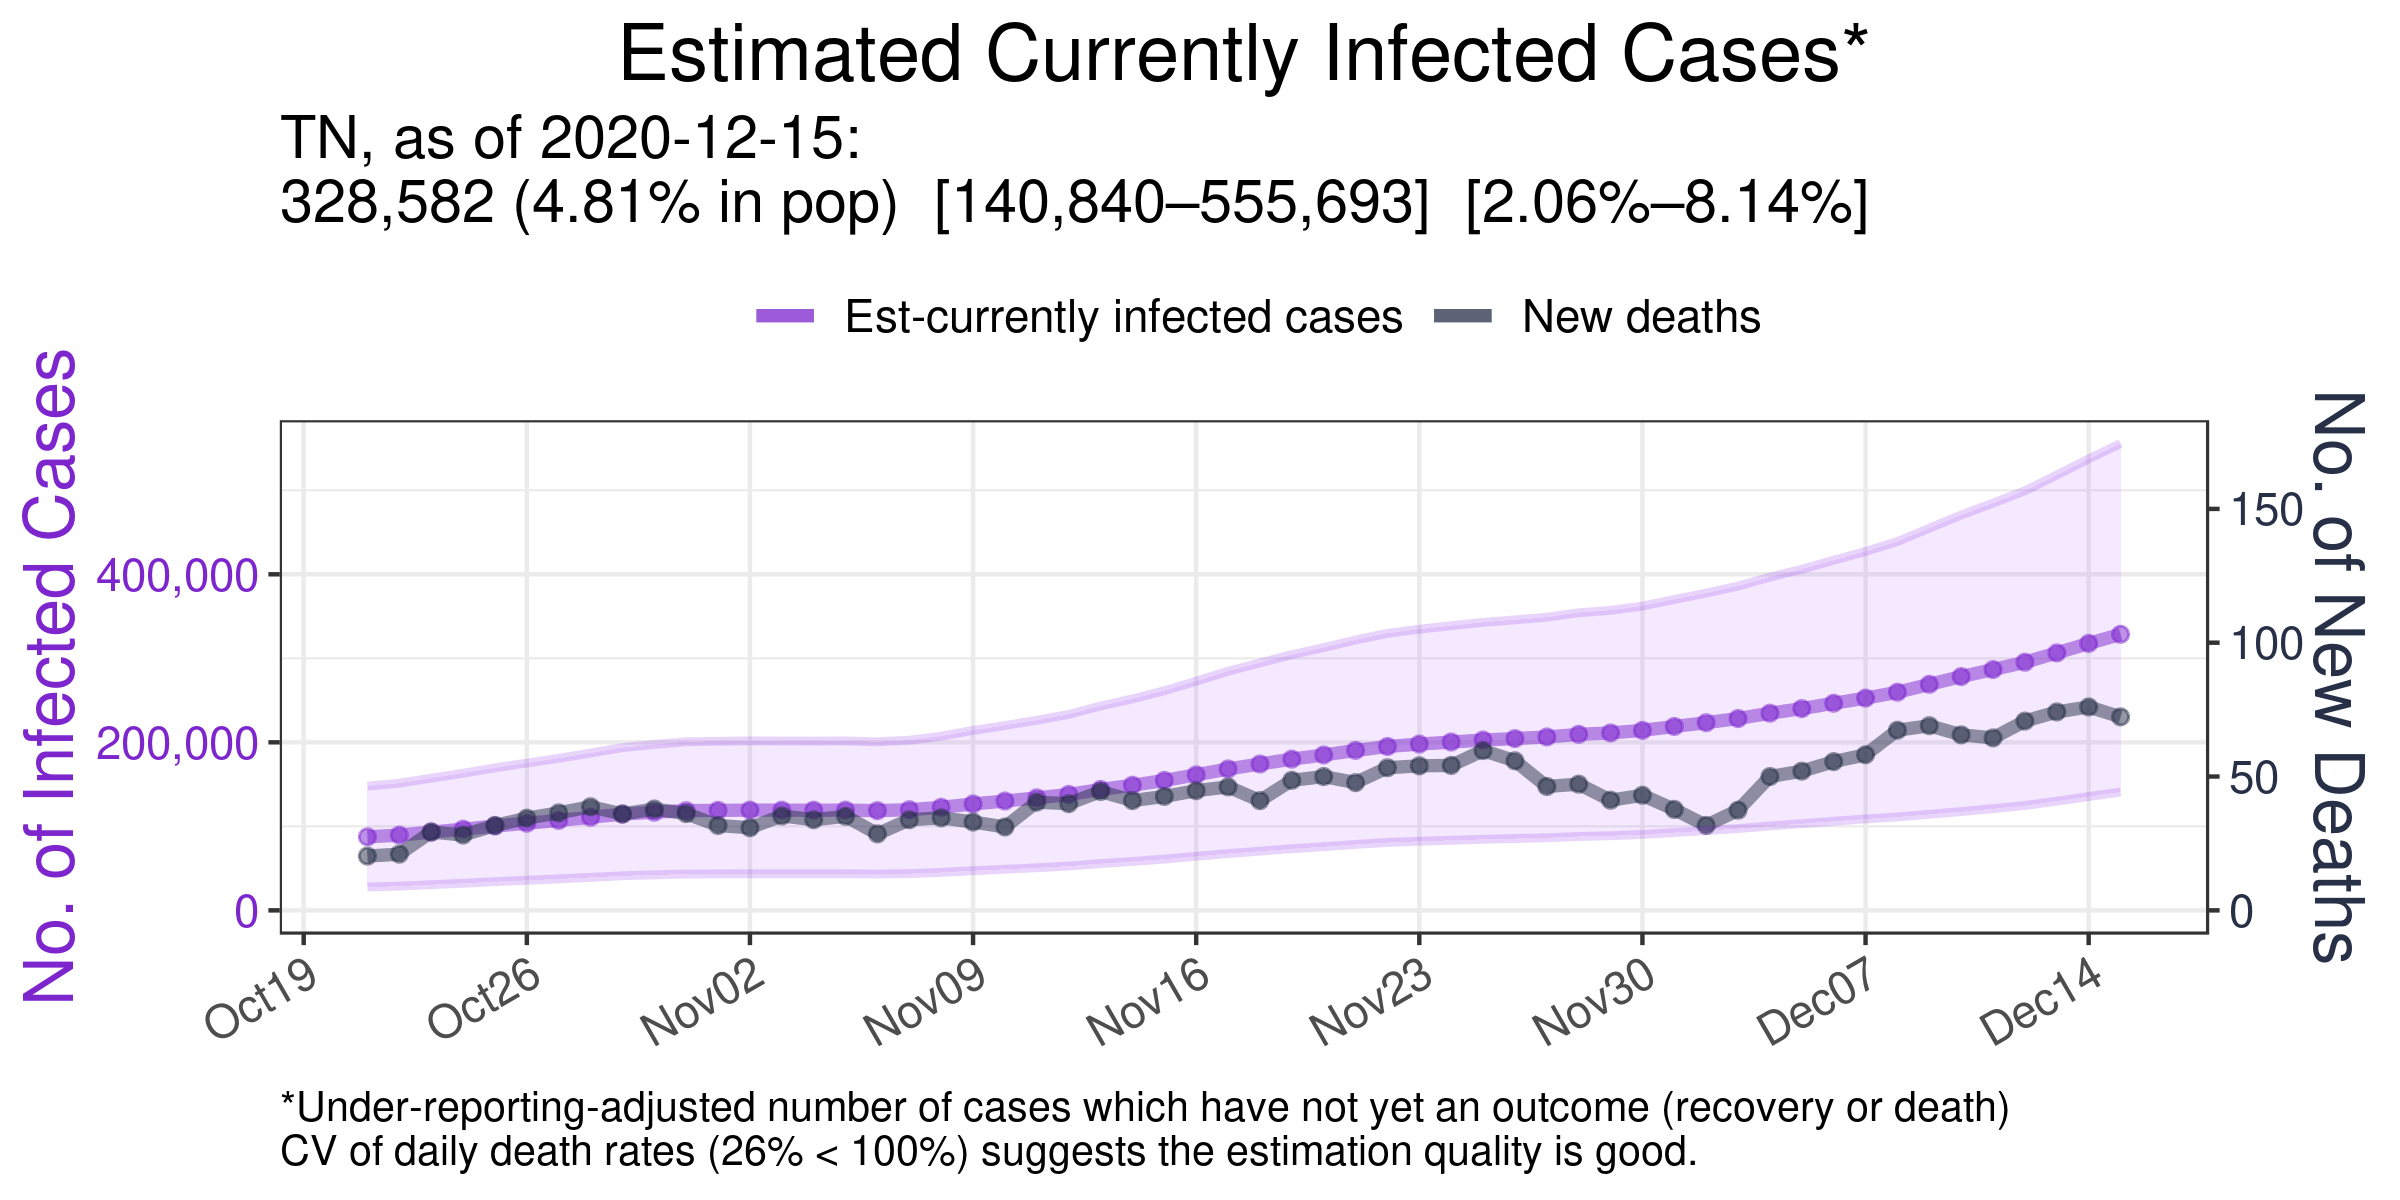 Estimated Currently Infected Cases*
TN, as of 2020-12-15:
328,582 (4.81% in pop) [140,840–555,693] [2.06%–8.14%]
Est-currently infected cases
New deaths
No. of Infected Cases
400,000
200,000
0
No. of New Deaths
150
100
50
0
Oct19
Oct26
Nov02
Nov09
Nov16
Nov23
Nov30
Dec07
Dec14
*Under-reporting-adjusted number of cases which have not yet an outcome (recovery or death)
CV of daily death rates (26% < 100%) suggests the estimation quality is good.